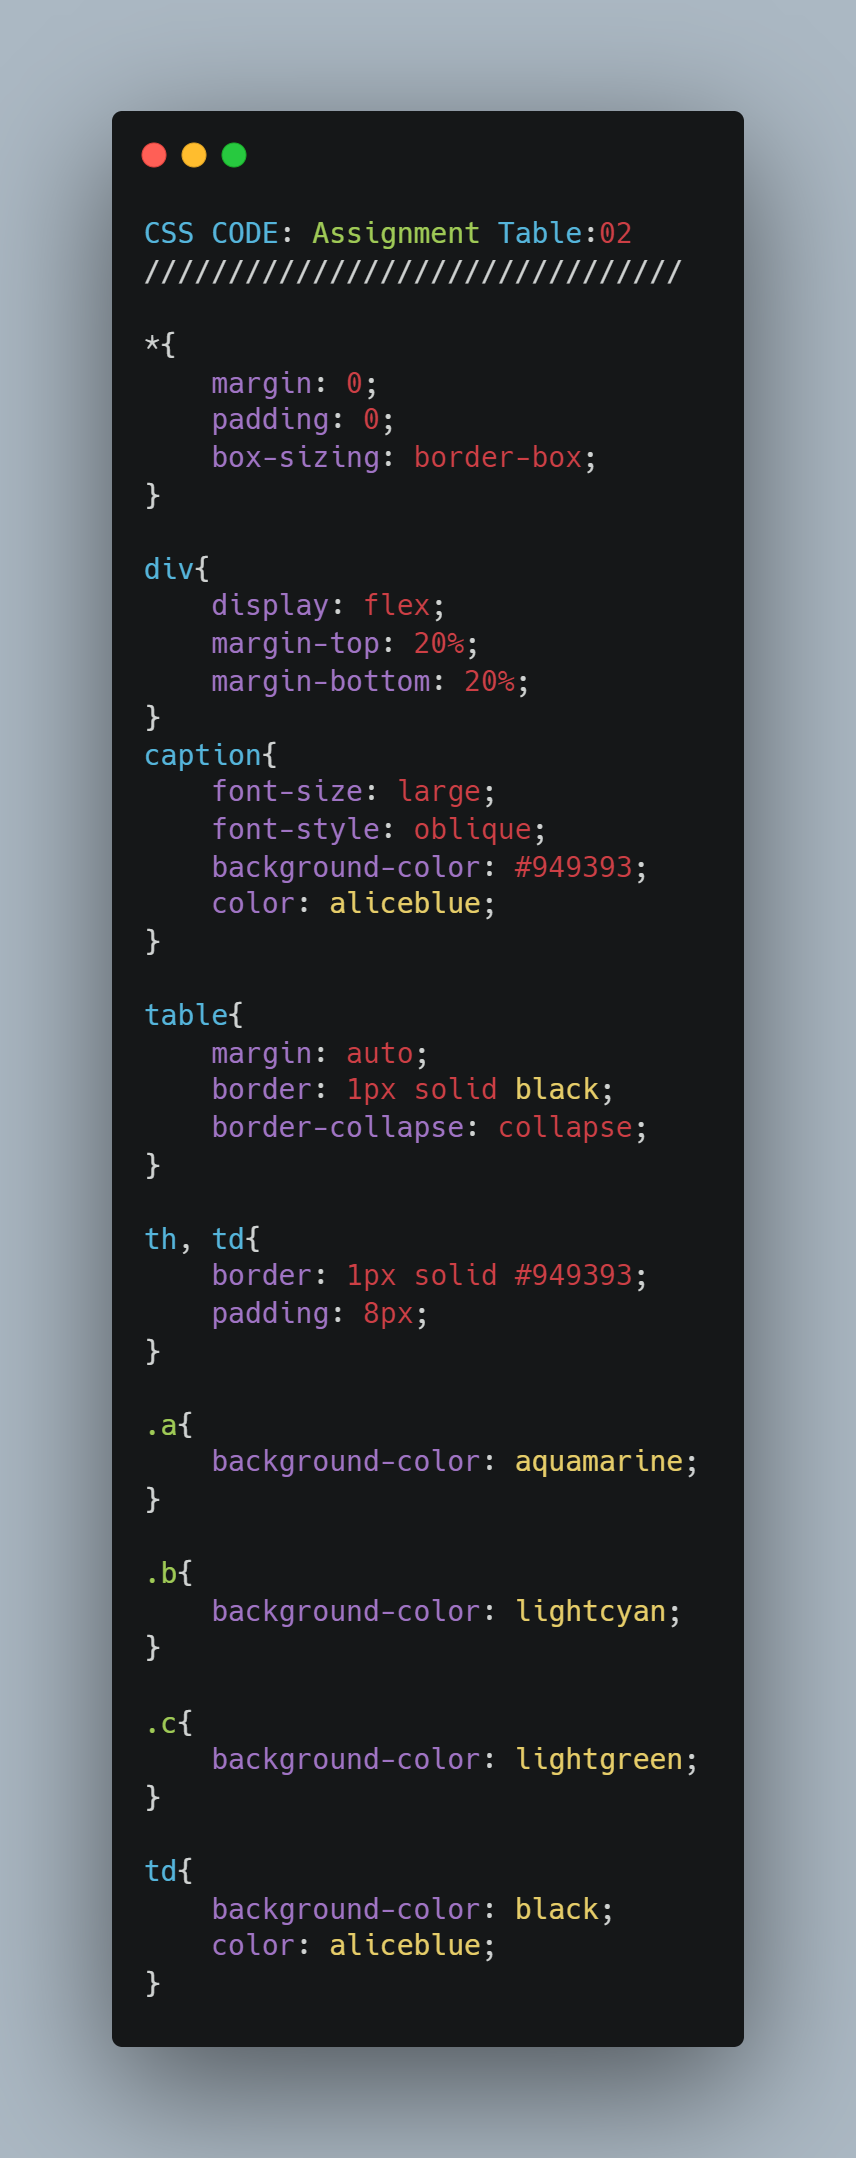 CSS CODE: Assignment Table:02
////////////////////////////////
*{
    margin: 0;
    padding: 0;
    box-sizing: border-box;
}
div{
    display: flex;
    margin-top: 20%;
    margin-bottom: 20%;
}
caption{
    font-size: large;
    font-style: oblique;
    background-color: #949393;
    color: aliceblue;
}
table{
    margin: auto;
    border: 1px solid black;
    border-collapse: collapse;
}
th, td{
    border: 1px solid #949393;
    padding: 8px;
}
.a{
    background-color: aquamarine;
}
.b{
    background-color: lightcyan;
}
.c{
    background-color: lightgreen;
}
td{
    background-color: black;
    color: aliceblue;
}